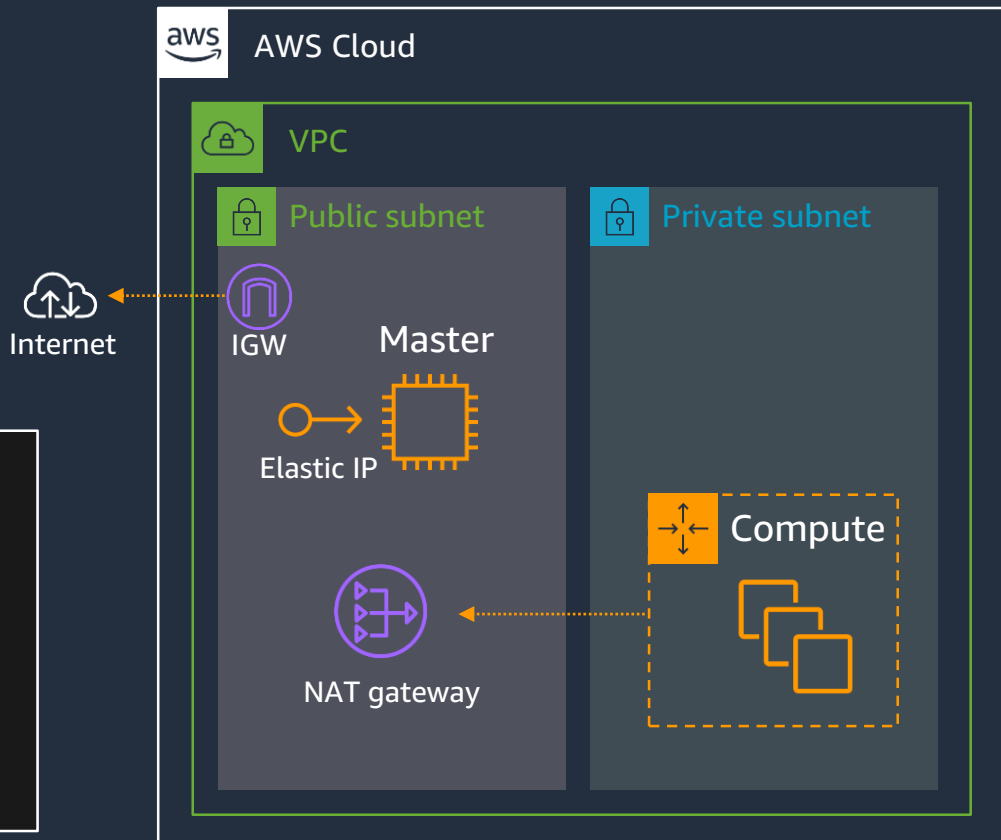 aws
AWS Cloud
VPC
Public subnet
Private subnet
Internet
IGW
Master
Elastic IP
Compute
NAT gateway